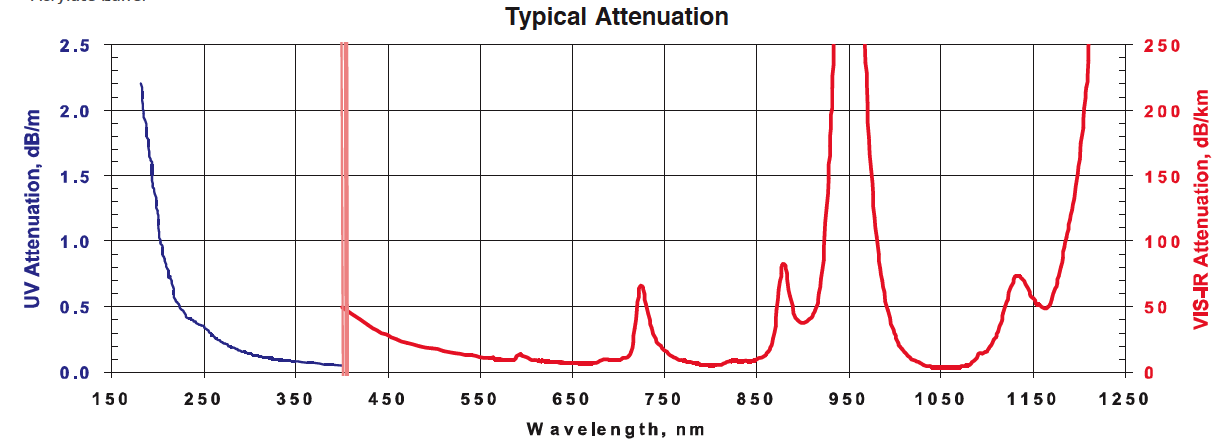 Typical Attenuation
2.5
2.0
1.5
1.0
0.5
0.0
UV Attenuation, dB/m
250
200
150
100
50
0
VIS-IR Attenuation, dB/km
150 250 350 450 550 650 750 850 950 1050 1150 1250
Wavelength, nm